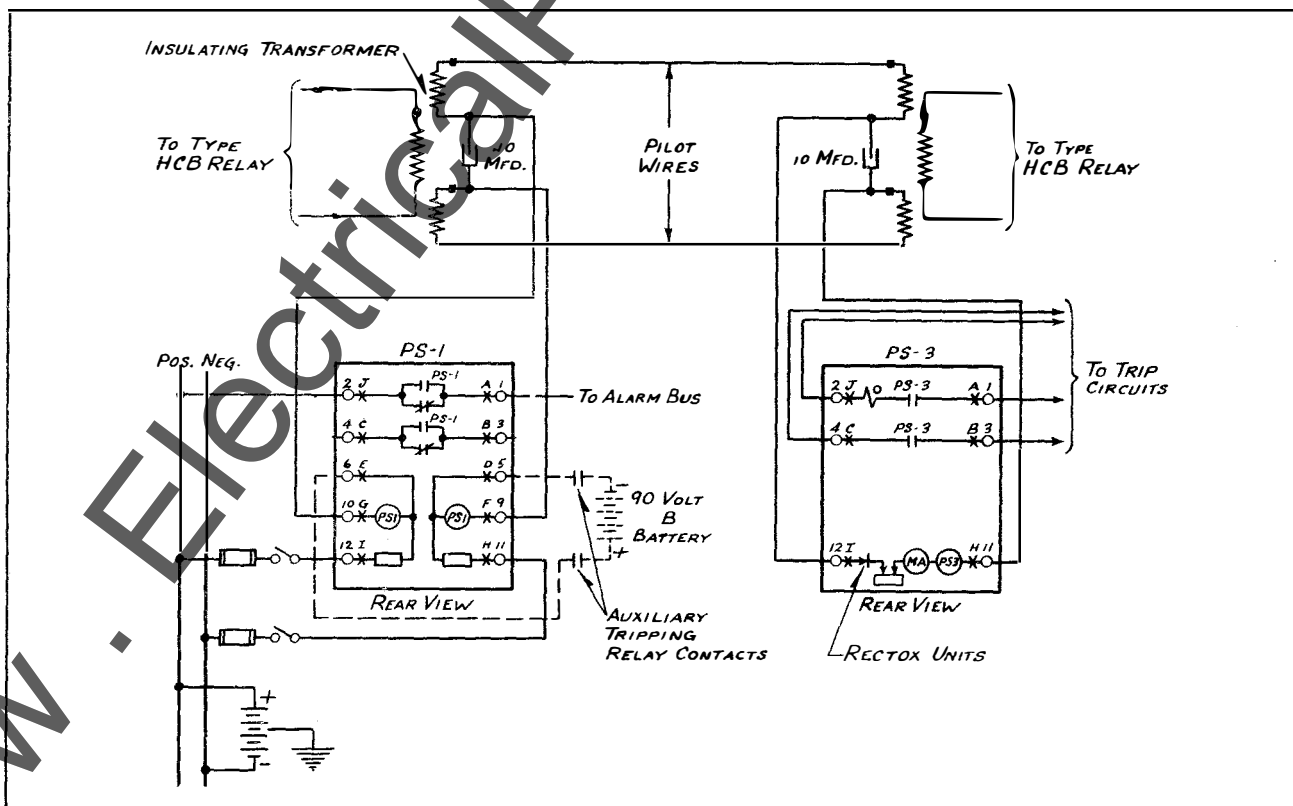 INSULATING TRANSFORMER
TO TYPE
HCB RELAY
10
MFD.
PILOT
WIRES
10 MFD.
TO TYPE
HCB RELAY
POS. NEG.
PS-1
2 J
PS-1
A 1
TO ALARM BUS
4 C
PS-1
B 3
6 E
D 5
10 G
PS1
PS1
F 9
12 I
H 11
REAR VIEW
-
90 VOLT
B
BATTERY
+
AUXILIARY
TRIPPING
RELAY CONTACTS
+
-
PS-3
2 J
PS-3
A 1
4 C
PS-3
B 3
TO TRIP
CIRCUITS
12 I
MA
PS3
H 11
REAR VIEW
RECTOX UNITS
w . Electrical